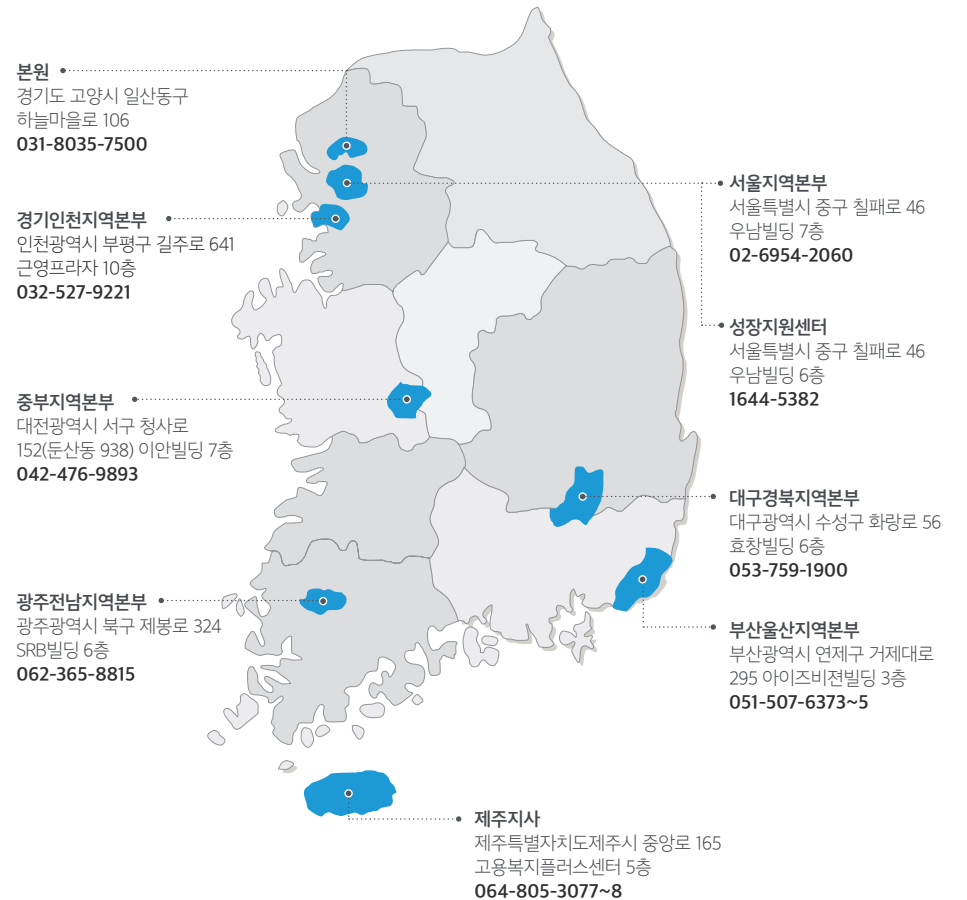 본원
경기도 고양시 일산동구
하늘마을로 106
031-8035-7500
경기인천지역본부
인천광역시 부평구 길주로 641
근영프라자 10층
032-527-9221
중부지역본부
대전광역시 서구 청사로
152(둔산동 938) 이안빌딩 7층
042-476-9893
광주전남지역본부
광주광역시 북구 제봉로 324
SRB빌딩 6층
062-365-8815
서울지역본부
서울특별시 중구 칠패로 46
우남빌딩 7층
02-6954-2060
성장지원센터
서울특별시 중구 칠패로 46
우남빌딩 6층
1644-5382
대구경북지역본부
대구광역시 수성구 화랑로 56
효창빌딩 6층
053-759-1900
부산울산지역본부
부산광역시 연제구 거제대로
295 아이즈비젼빌딩 3층
051-507-6373~5
제주지사
제주특별자치도제주시 중앙로 165
고용복지플러스센터 5층
064-805-3077~8